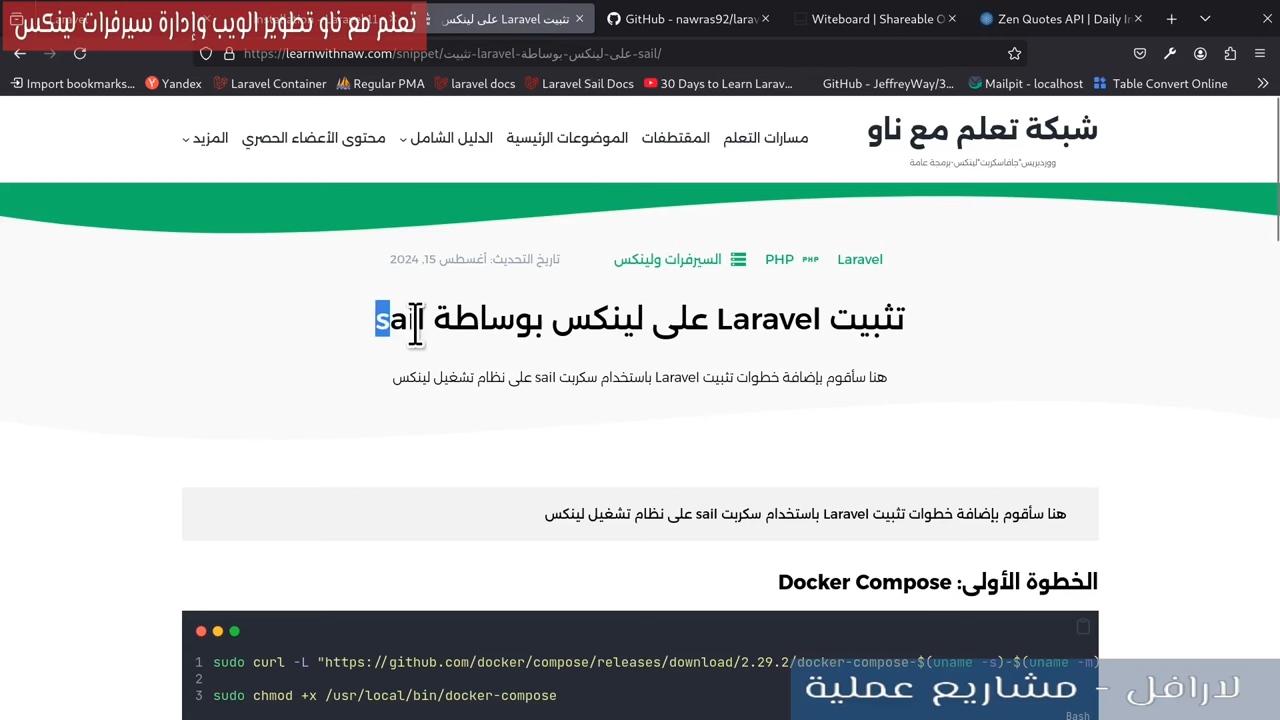 تعلم مع ناو تطوير الويب وإدارة سيرفرات لينكس
تثبيت Laravel على لينكس
GitHub - nawras92/larav
Witeboard | Shareable O
Zen Quotes API | Daily In
https://learnwithnaw.com/snippet/تثبيت-laravel-على-لينكس-بوساطة-sail/
Import bookmarks...
Yandex
Laravel Container
Regular PMA
laravel docs
Laravel Sail Docs
30 Days to Learn Larav...
GitHub - JeffreyWay/3...
Mailpit - localhost
Table Convert Online
شبكة تعلم مع ناو
ووردبريس*جافاسكربت*لينكس-برمجة عامة
مسارات التعلم
المقتطفات
الموضوعات الرئيسية
الدليل الشامل
محتوى الأعضاء الحصري
المزيد
Laravel
PHP
السيرفرات ولينكس
تاريخ التحديث: أغسطس 15, 2024
تثبيت Laravel على لينكس بوساطة sail
هنا سأقوم بإضافة خطوات تثبيت Laravel باستخدام سكربت sail على نظام تشغيل لينكس
هنا سأقوم بإضافة خطوات تثبيت Laravel باستخدام سكربت sail على نظام تشغيل لينكس
الخطوة الأولى: Docker Compose
1 sudo curl -L "https://github.com/docker/compose/releases/download/2.29.2/docker-compose-$(uname -s)-$(uname -m)
2
3 sudo chmod +x /usr/local/bin/docker-compose
Bash
لارافل - مشاريع عملية